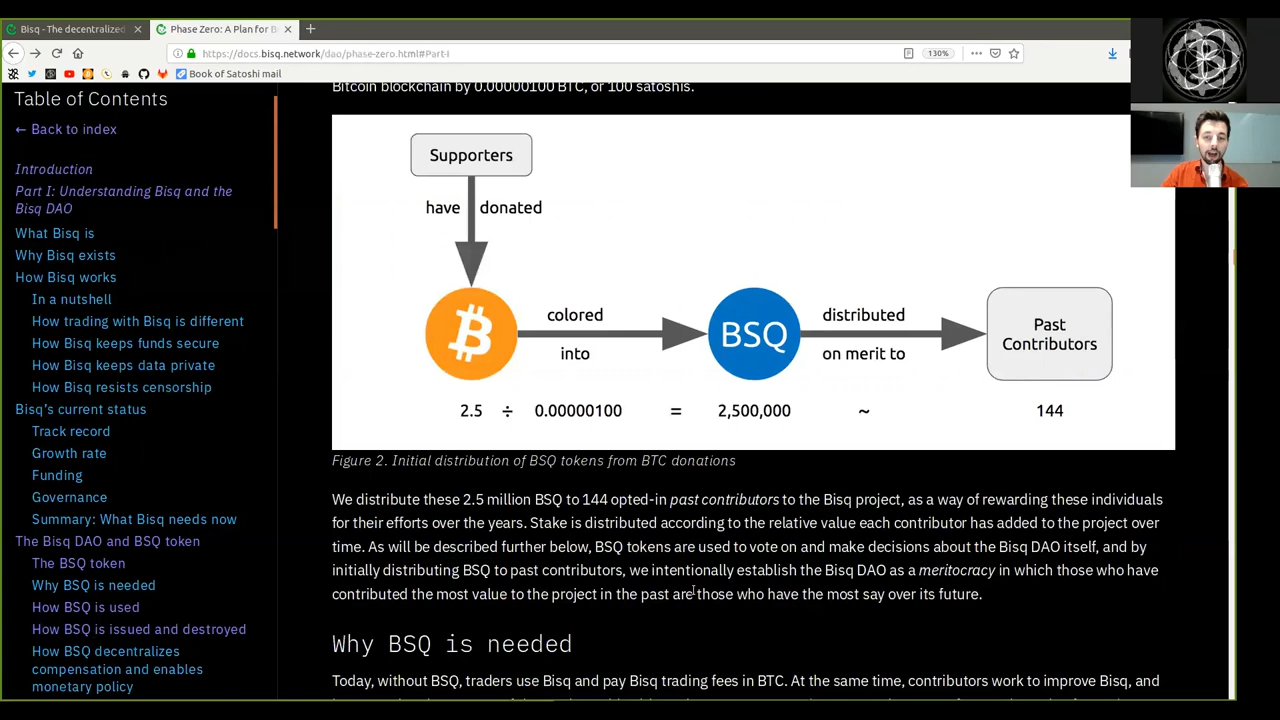 Bisq - The decentralized
Phase Zero: A Plan for B
https://docs.bisq.network/dao/phase-zero.html#Part-I
130%
Book of Satoshi mail
Table of Contents
← Back to index
Introduction
Part I: Understanding Bisq and the
Bisq DAO
What Bisq is
Why Bisq exists
How Bisq works
In a nutshell
How trading with Bisq is different
How Bisq keeps funds secure
How Bisq keeps data private
How Bisq resists censorship
Bisq's current status
Track record
Growth rate
Funding
Governance
Summary: What Bisq needs now
The Bisq DAO and BSQ token
The BSQ token
Why BSQ is needed
How BSQ is used
How BSQ is issued and destroyed
How BSQ decentralizes
compensation and enables
monetary policy
Bitcoin blockchain by 0.00000100 BTC, or 100 satoshis.
Supporters
have donated
colored
into
BSQ
distributed
on merit to
Past
Contributors
2.5 ÷ 0.00000100 = 2,500,000 ~ 144
Figure 2. Initial distribution of BSQ tokens from BTC donations
We distribute these 2.5 million BSQ to 144 opted-in past contributors to the Bisq project, as a way of rewarding these individuals
for their efforts over the years. Stake is distributed according to the relative value each contributor has added to the project over
time. As will be described further below, BSQ tokens are used to vote on and make decisions about the Bisq DAO itself, and by
initially distributing BSQ to past contributors, we intentionally establish the Bisq DAO as a meritocracy in which those who have
contributed the most value to the project in the past are those who have the most say over its future.
Why BSQ is needed
Today, without BSQ, traders use Bisq and pay Bisq trading fees in BTC. At the same time, contributors work to improve Bisq, and